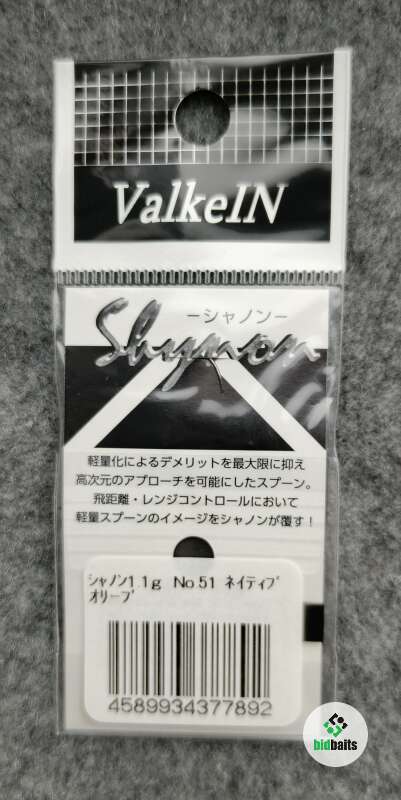 ValkeIN
－シャノン－
Shynnon
軽量化によるデメリットを最大限に抑え
高次元のアプローチを可能にしたスプーン。
飛距離・レンジコントロールにおいて
軽量スプーンのイメージをシャノンが覆す！
ｼｬﾉﾝ1.1g No.51 ﾈｲﾃｨﾌﾞ
ｵﾘｰﾌﾞ
4589934377892
bidbaits